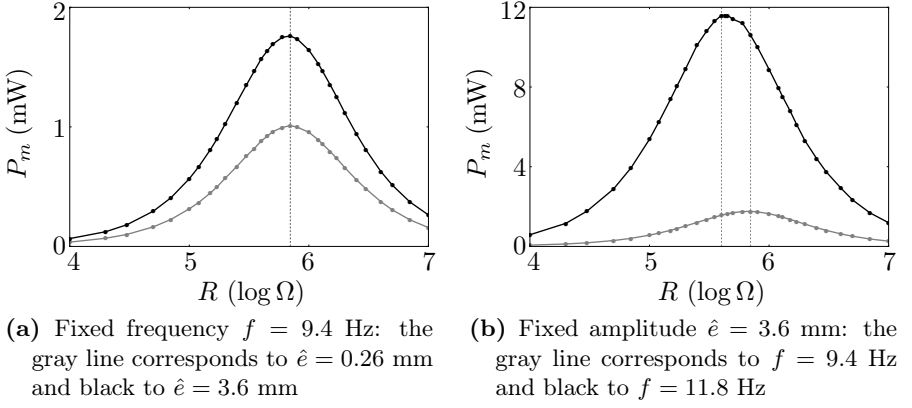 2
1
0
P_m (mW)
4 5 6 7
R (log Ω)
(a) Fixed frequency f = 9.4 Hz: the
gray line corresponds to ê = 0.26 mm
and black to ê = 3.6 mm
12
8
4
0
P_m (mW)
4 5 6 7
R (log Ω)
(b) Fixed amplitude ê = 3.6 mm: the
gray line corresponds to f = 9.4 Hz
and black to f = 11.8 Hz